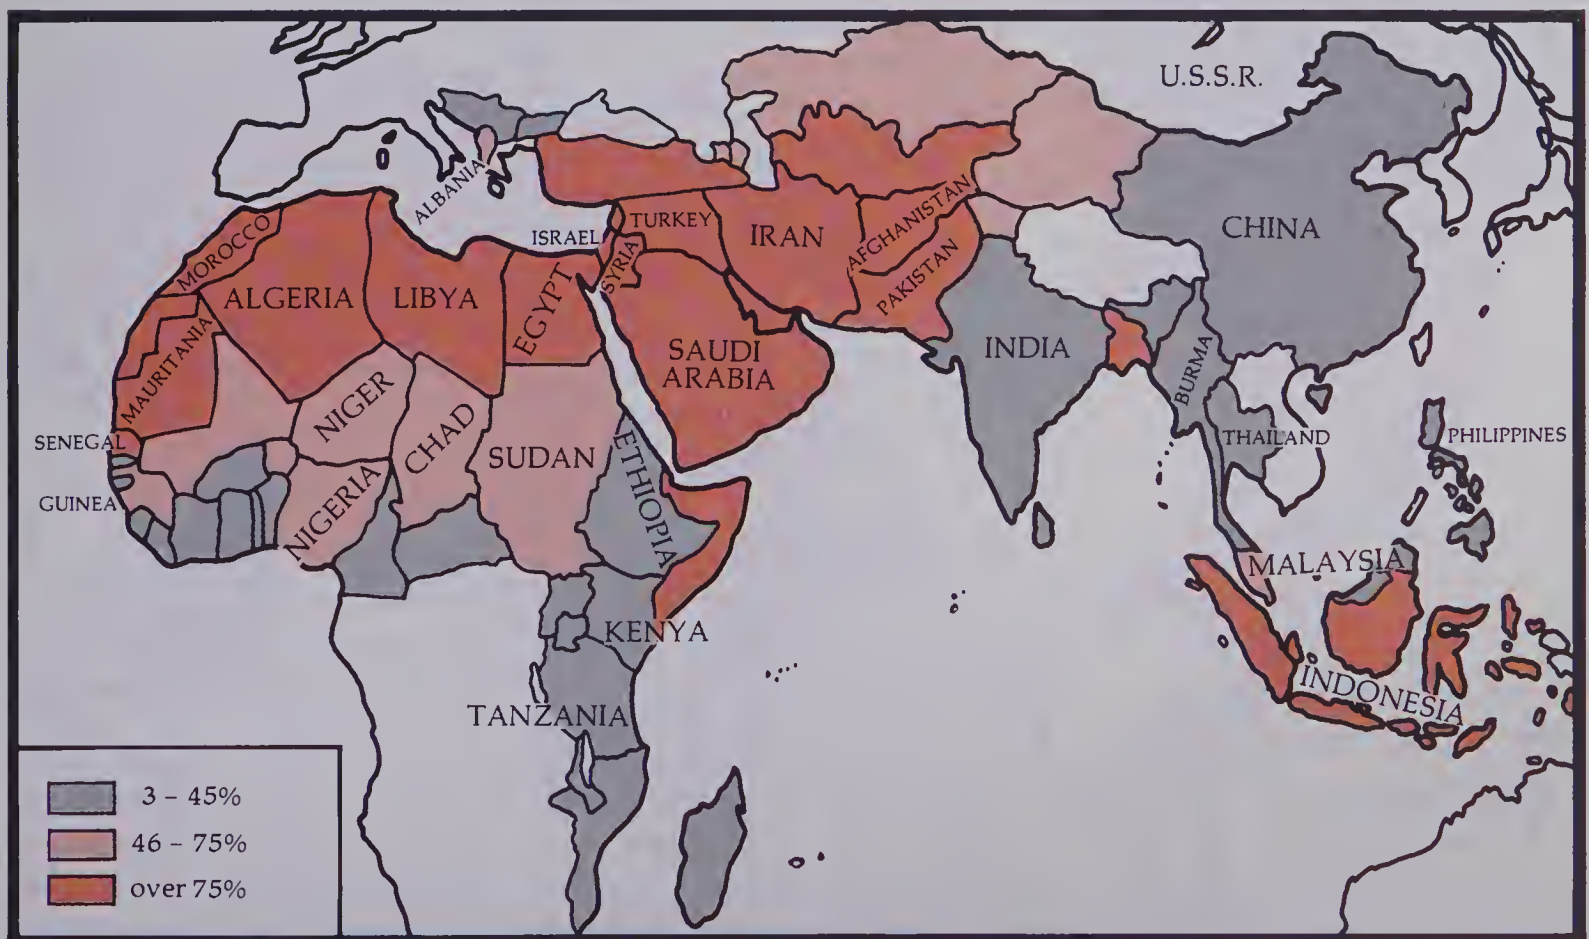 U.S.S.R.
ALBANIA
CHINA
MOROCCO
ISRAEL
TURKEY
IRAN
AFGHANISTAN
SYRIA
PAKISTAN
ALGERIA
LIBYA
EGYPT
MAURITANIA
SAUDI
ARABIA
INDIA
BURMA
NIGER
CHAD
SENEGAL
SUDAN
ETHIOPIA
THAILAND
PHILIPPINES
GUINEA
NIGERIA
MALAYSIA
KENYA
INDONESIA
TANZANIA
3 – 45%
46 – 75%
over 75%